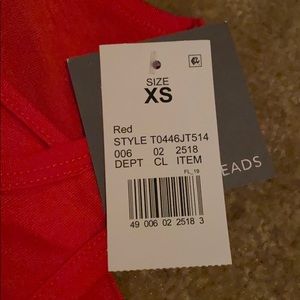 SIZE
XS
Red
STYLE T0446JT514
006 02 2518
DEPT CL ITEM
FL_19
49 006 02 2518 3
EADS